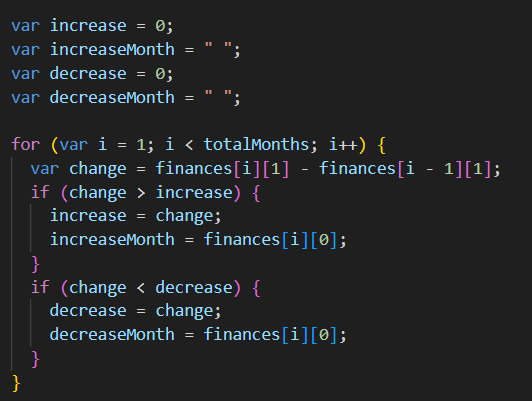 var increase = 0;
var increaseMonth = " ";
var decrease = 0;
var decreaseMonth = " ";

for (var i = 1; i < totalMonths; i++) {
  var change = finances[i][1] - finances[i - 1][1];
  if (change > increase) {
    increase = change;
    increaseMonth = finances[i][0];
  }
  if (change < decrease) {
    decrease = change;
    decreaseMonth = finances[i][0];
  }
}